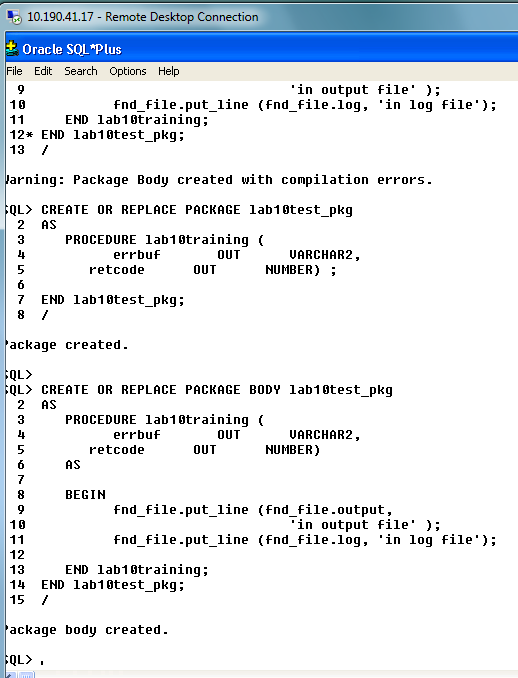 10.190.41.17 - Remote Desktop Connection
Oracle SQL*Plus
File Edit Search Options Help
9 'in output file' );
10 fnd_file.put_line (fnd_file.log, 'in log file');
11 END lab10training;
12* END lab10test_pkg;
13 /
Warning: Package Body created with compilation errors.
SQL> CREATE OR REPLACE PACKAGE lab10test_pkg
2 AS
3 PROCEDURE lab10training (
4 errbuf OUT VARCHAR2,
5 retcode OUT NUMBER) ;
6
7 END lab10test_pkg;
8 /
Package created.
SQL>
SQL> CREATE OR REPLACE PACKAGE BODY lab10test_pkg
2 AS
3 PROCEDURE lab10training (
4 errbuf OUT VARCHAR2,
5 retcode OUT NUMBER)
6 AS
7
8 BEGIN
9 fnd_file.put_line (fnd_file.output,
10 'in output file' );
11 fnd_file.put_line (fnd_file.log, 'in log file');
12
13 END lab10training;
14 END lab10test_pkg;
15 /
Package body created.
SQL>